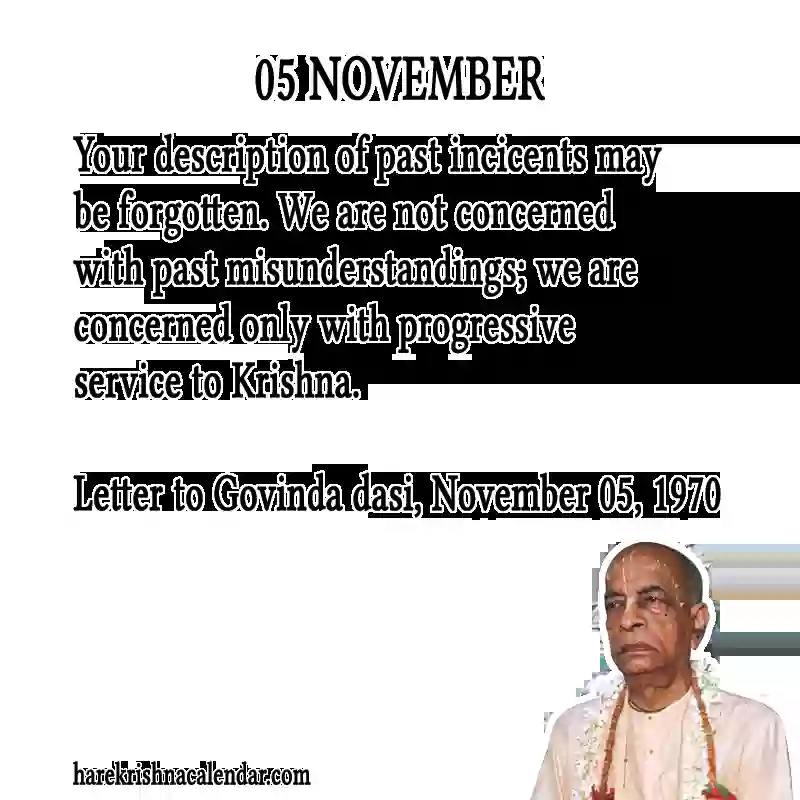 05 NOVEMBER
Your description of past incicents may
be forgotten. We are not concerned
with past misunderstandings; we are
concerned only with progressive
service to Krishna.
Letter to Govinda dasi, November 05, 1970
harekrishnacalendar.com